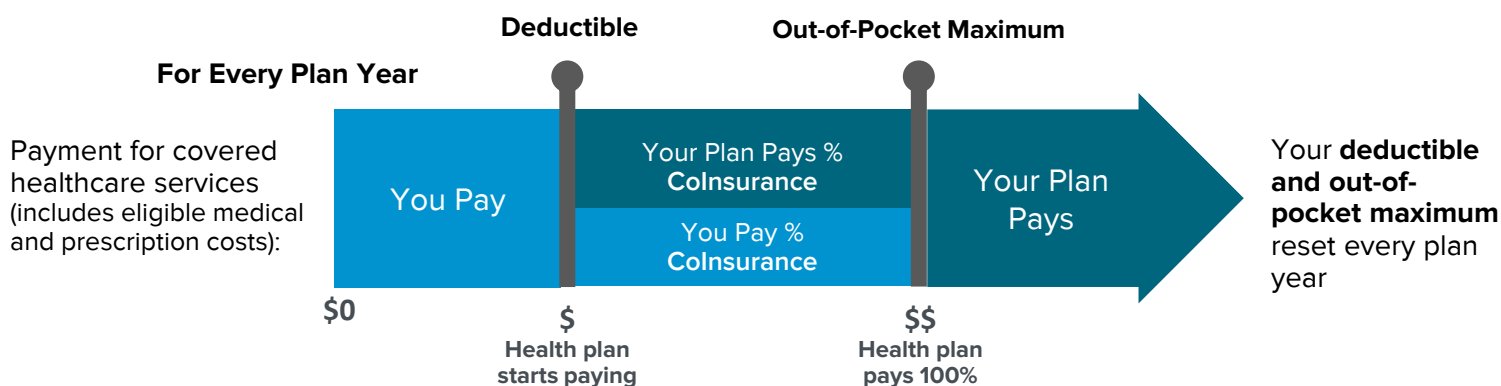 Deductible
Out-of-Pocket Maximum
For Every Plan Year
Payment for covered
healthcare services
(includes eligible medical
and prescription costs):
You Pay
Your Plan Pays %
CoInsurance
You Pay %
CoInsurance
Your Plan
Pays
Your deductible
and out-of-
pocket maximum
reset every plan
year
$0
$
Health plan
starts paying
$$
Health plan
pays 100%